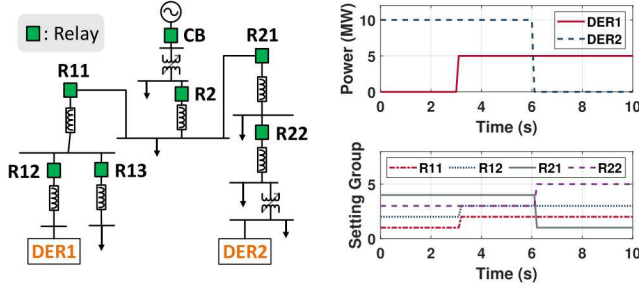 : Relay
CB
R21
R11
R2
R22
R12
R13
DER1
DER2
Power (MW)
10
5
0
DER1
DER2
0 2 4 6 8 10
Time (s)
Setting Group
5
0
R11 R12 R21 R22
0 2 4 6 8 10
Time (s)